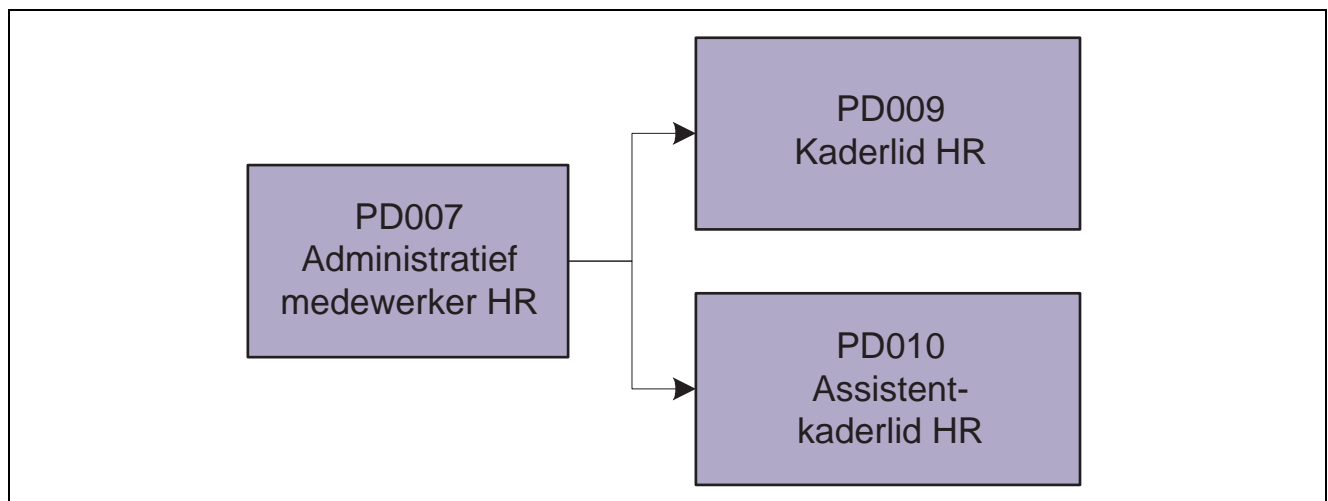 PD007
Administratief
medewerker HR
PD009
Kaderlid HR
PD010
Assistent-
kaderlid HR